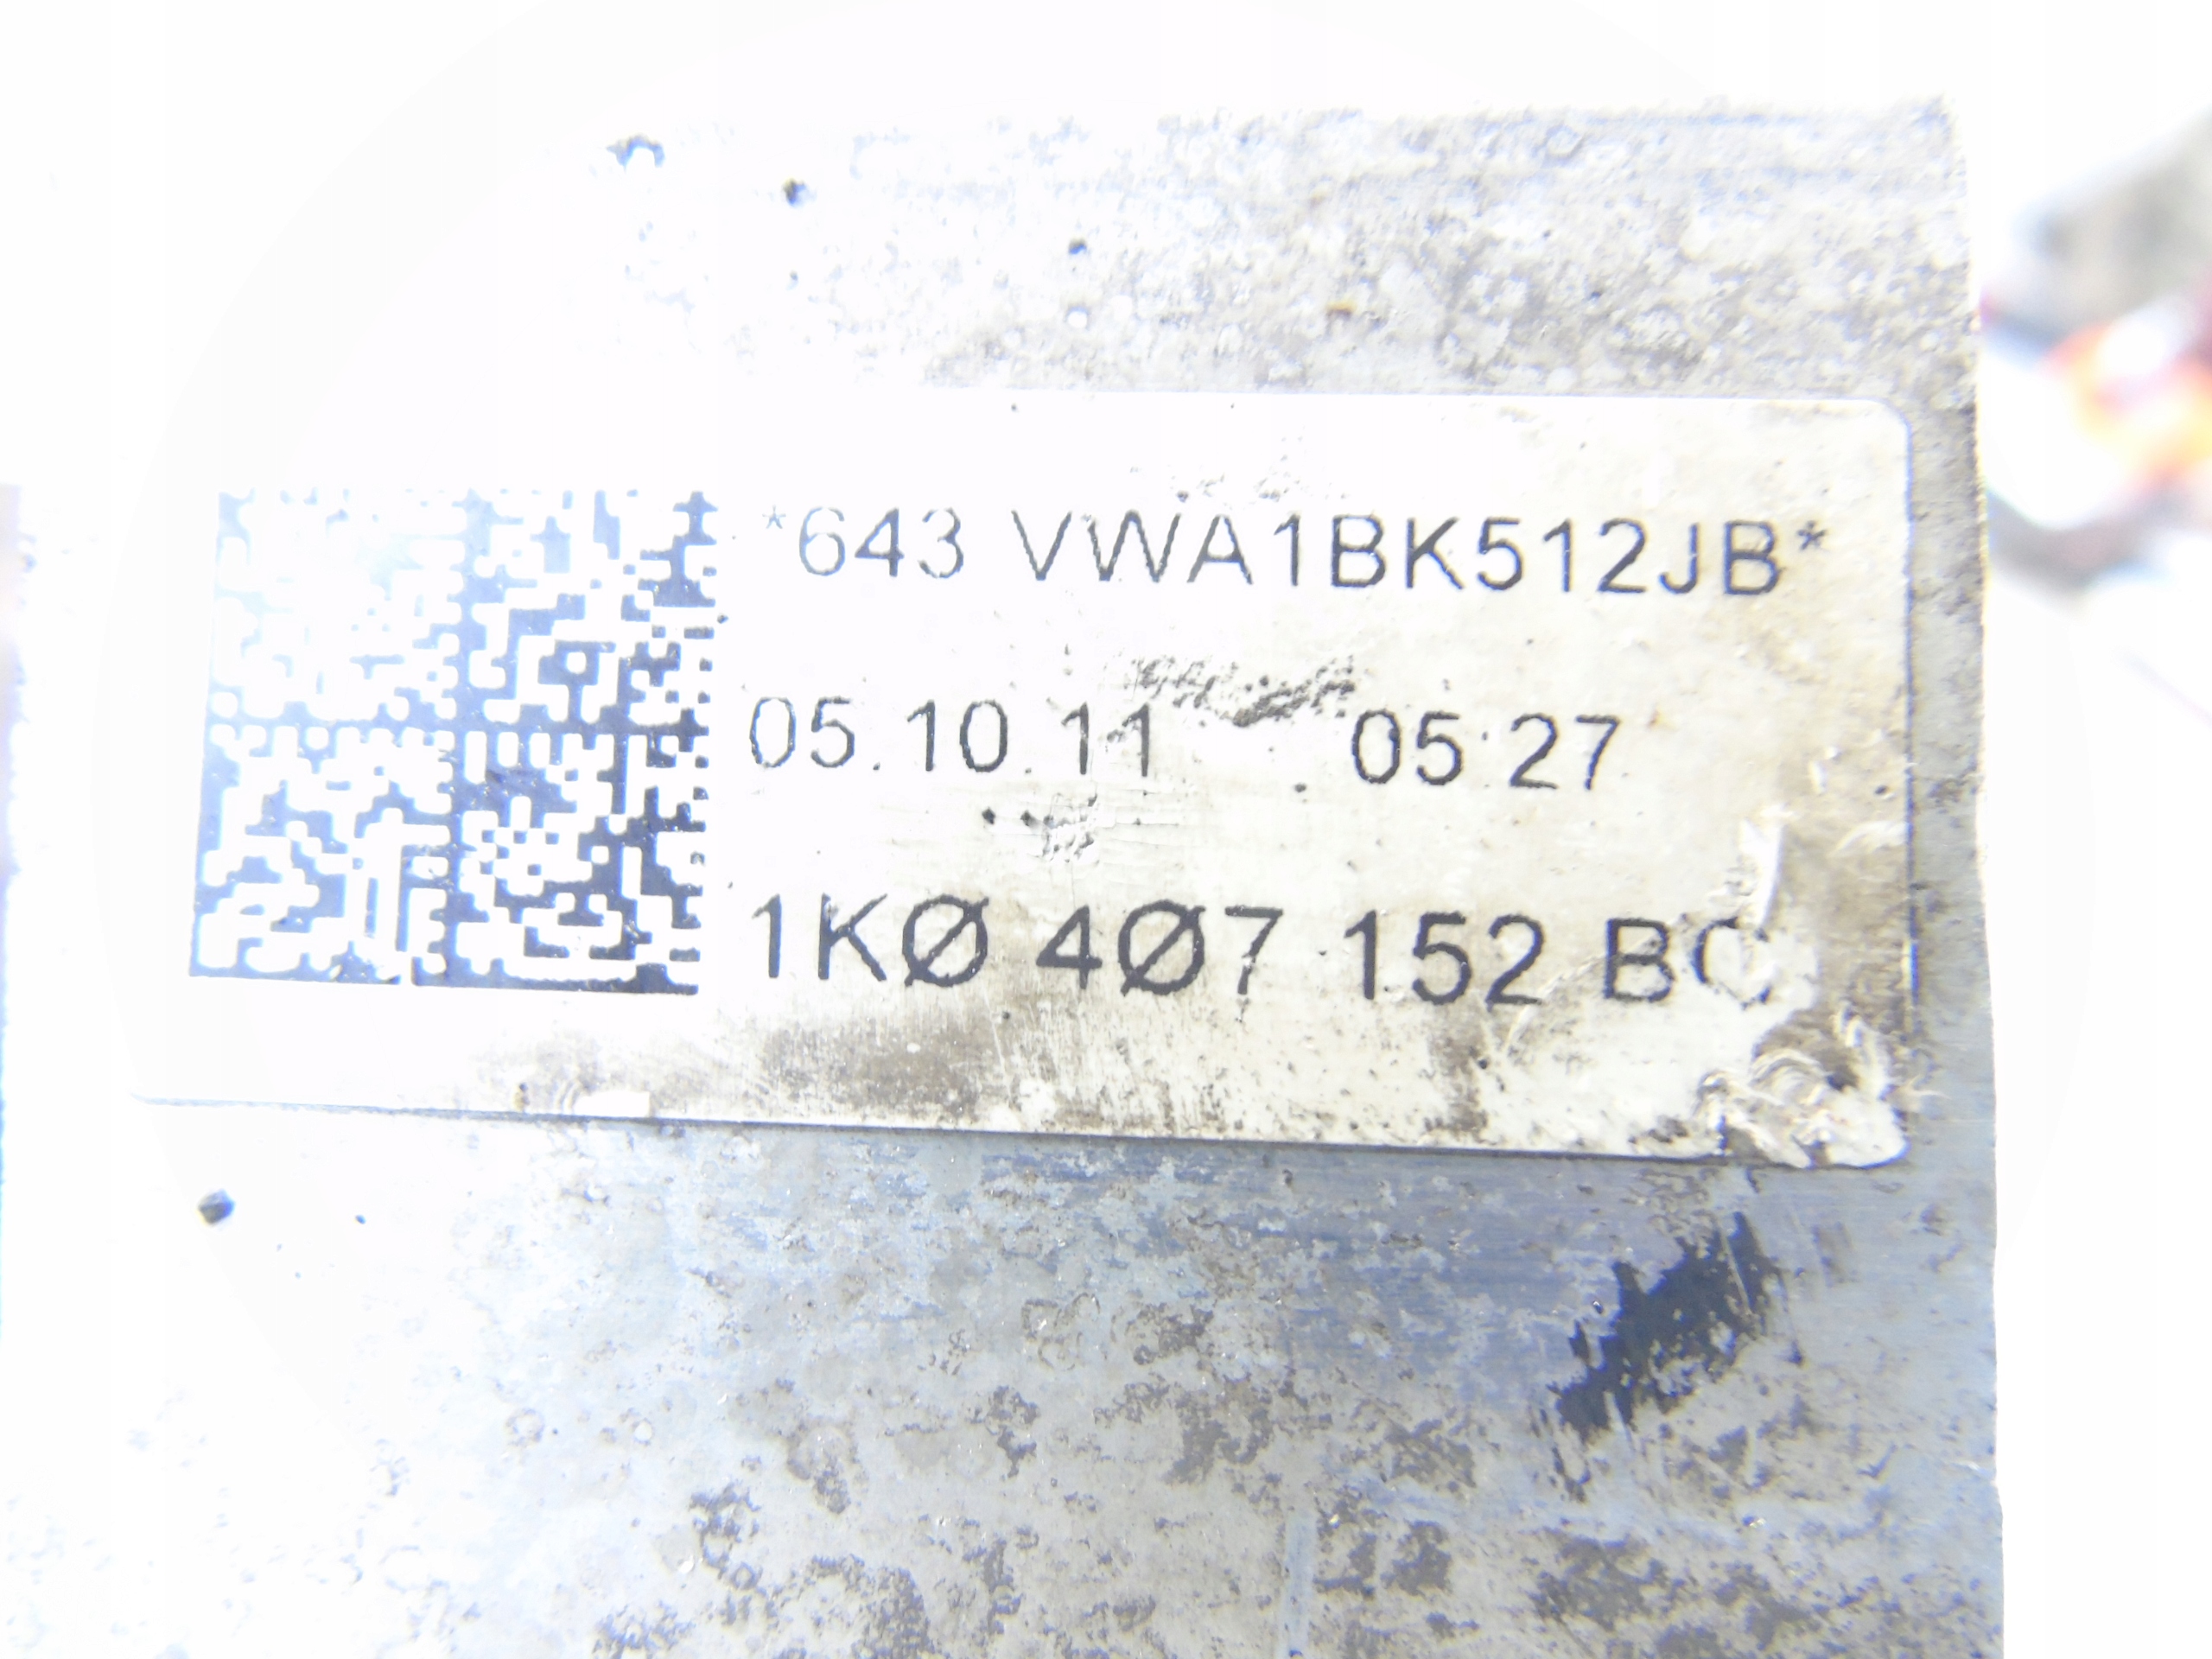 *643 VWA1BK512JB*
05.10.11 05:27
1KØ 4Ø7 152 BC